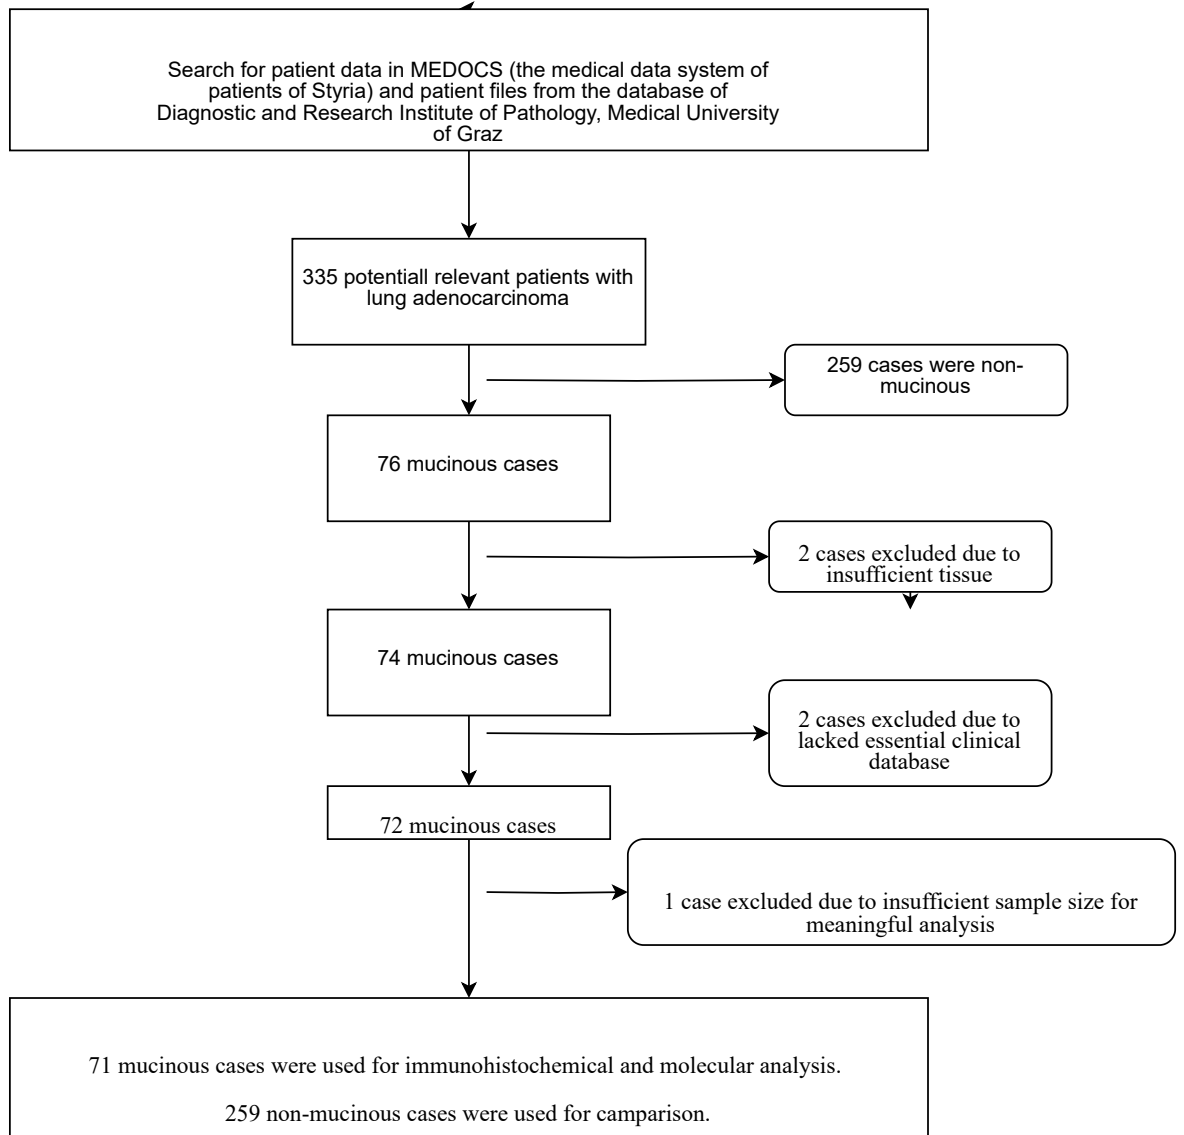 Search for patient data in MEDOCS (the medical data system of
patients of Styria) and patient files from the database of
Diagnostic and Research Institute of Pathology, Medical University
of Graz
335 potentiall relevant patients with
lung adenocarcinoma
259 cases were non-
mucinous
76 mucinous cases
2 cases excluded due to
insufficient tissue
74 mucinous cases
2 cases excluded due to
lacked essential clinical
database
72 mucinous cases
1 case excluded due to insufficient sample size for
meaningful analysis
71 mucinous cases were used for immunohistochemical and molecular analysis.
259 non-mucinous cases were used for camparison.